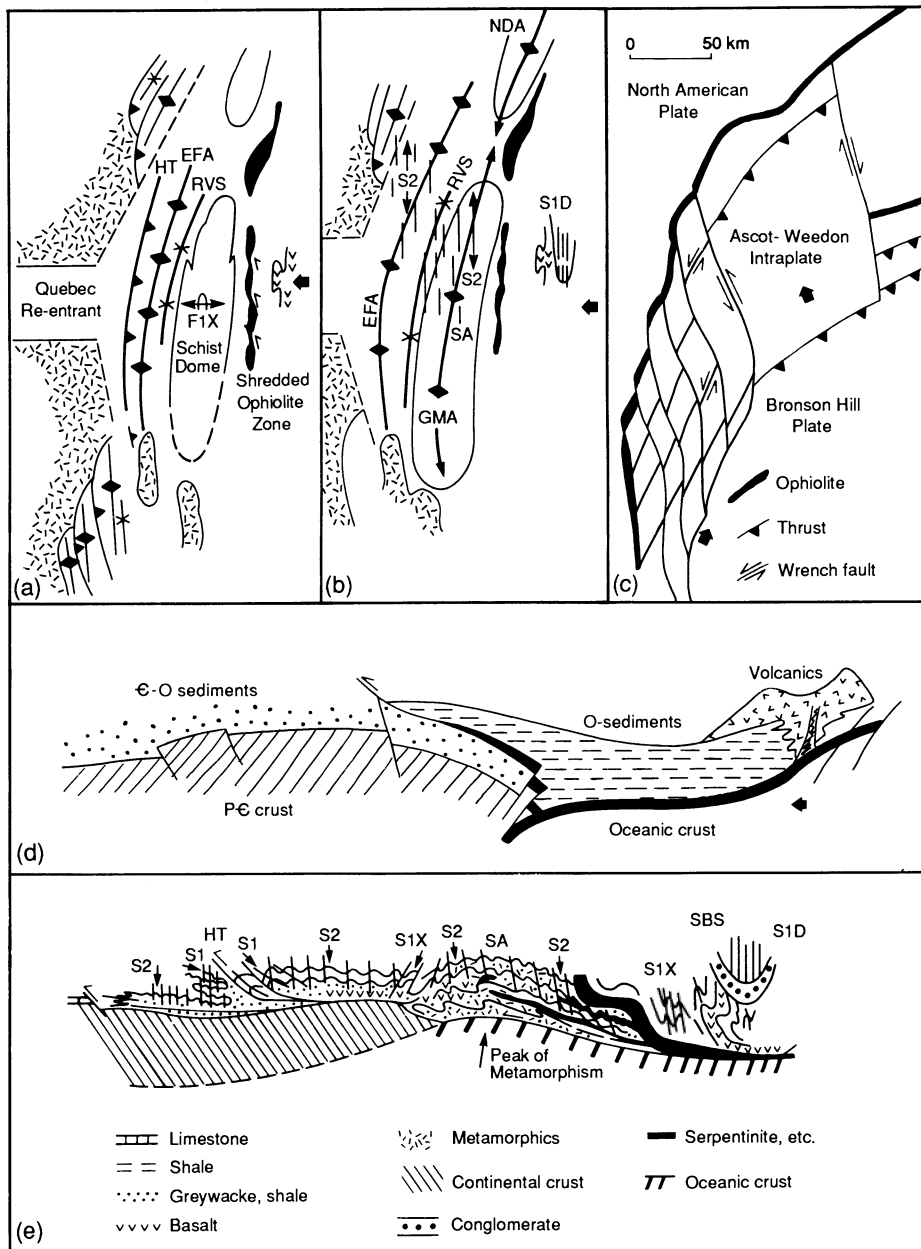 HT
EFA
RVS
Quebec
Re-entrant
F1X
Schist
Dome
Shredded
Ophiolite
Zone
(a)
NDA
S2
RVS
S1D
S2
EFA
SA
GMA
(b)
0 50 km
North American
Plate
Ascot- Weedon
Intraplate
Bronson Hill
Plate
Ophiolite
Thrust
Wrench fault
(c)
Volcanics
Є-O sediments
O-sediments
PЄ crust
Oceanic crust
(d)
SBS
HT
S1
S1
S2
S1X
S2
SA
S2
S1D
S2
S1X
Peak of
Metamorphism
Limestone
Shale
Greywacke, shale
Basalt
Metamorphics
Continental crust
Conglomerate
Serpentinite, etc.
Oceanic crust
(e)